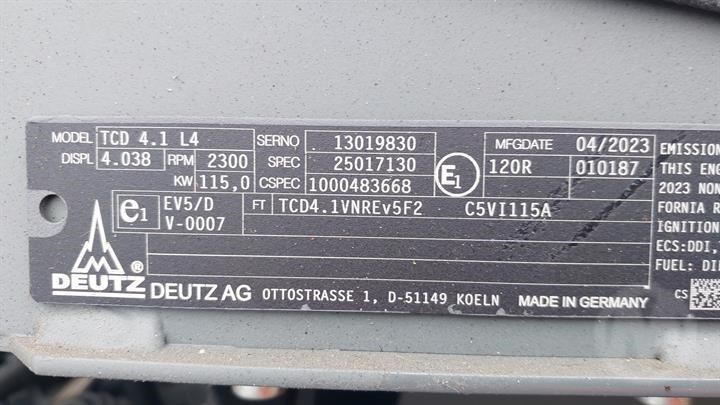 MODEL TCD 4.1 L4 SERNO 13019830 MFGDATE 04/2023
DISPL 4.038 RPM 2300 SPEC 25017130 E1 120R 010187
KW 115,0 CSPEC 1000483668
e1 EV5/D V-0007 FT TCD4.1VNREv5F2 C5VI115A
DEUTZ ®
DEUTZ AG OTTOSTRASSE 1, D-51149 KOELN MADE IN GERMANY
EMISSION
THIS ENG
2023 NON
FORNIA R
IGNITION
ECS:DDI,
FUEL: DI
CS